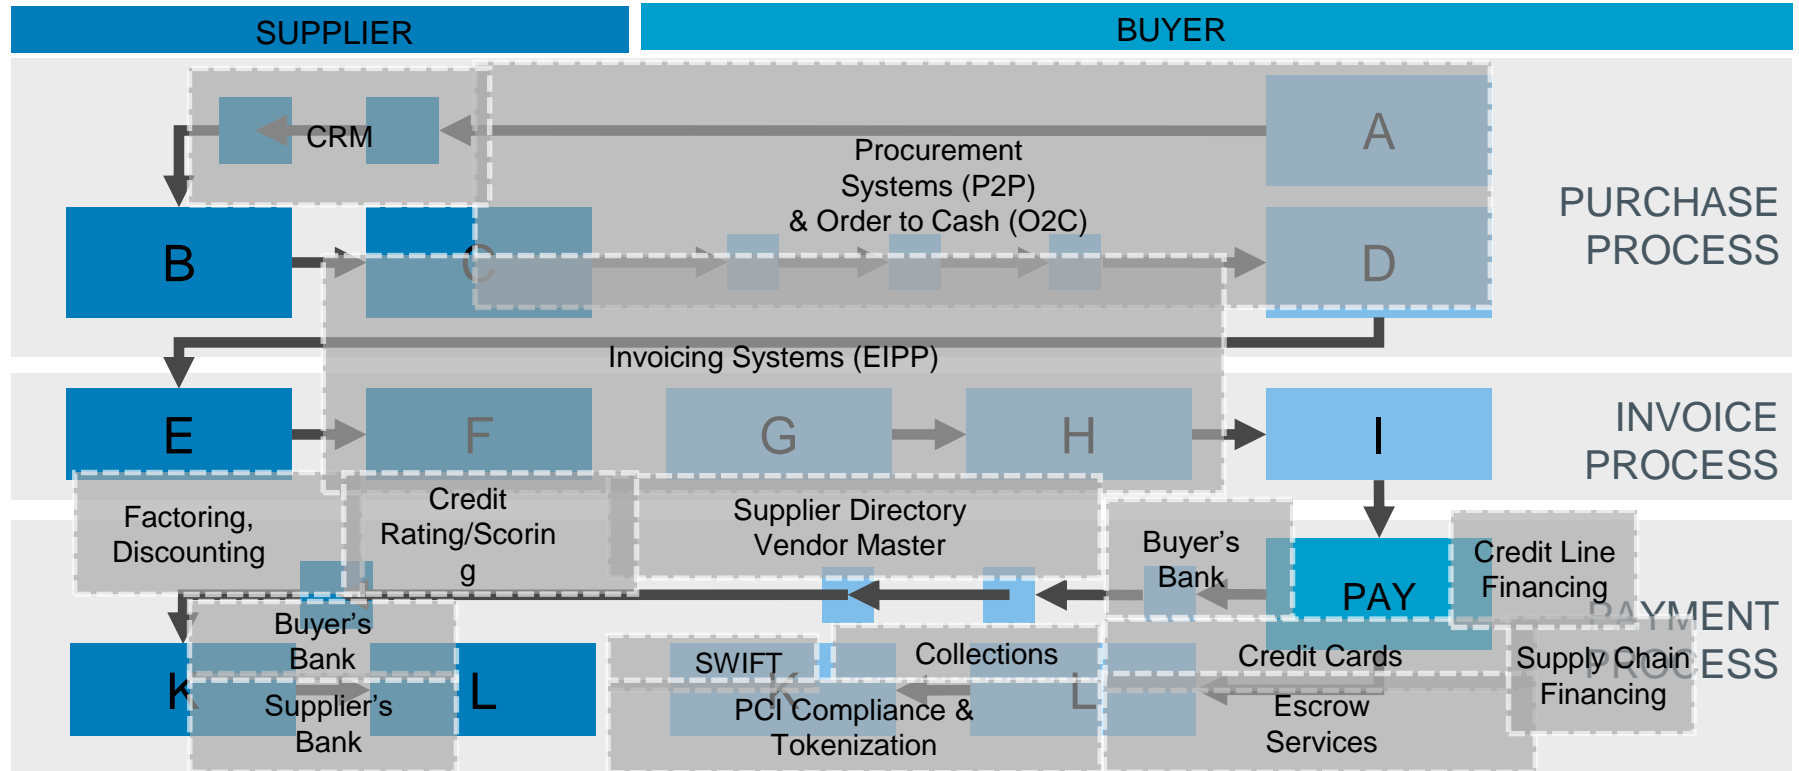 SUPPLIER
BUYER
CRM
A
Procurement
Systems (P2P)
& Order to Cash (O2C)
PURCHASE
PROCESS
B
C
D
Invoicing Systems (EIPP)
E
F
G
H
I
INVOICE
PROCESS
Factoring,
Discounting
Credit
Rating/Scorin
g
Supplier Directory
Vendor Master
Buyer's
Bank
PAY
Credit Line
Financing
PAYMENT
PROCESS
Buyer's
Bank
SWIFT
Collections
Credit Cards
Supply Chain
Financing
K
Supplier's
Bank
L
K
PCI Compliance &
Tokenization
L
Escrow
Services